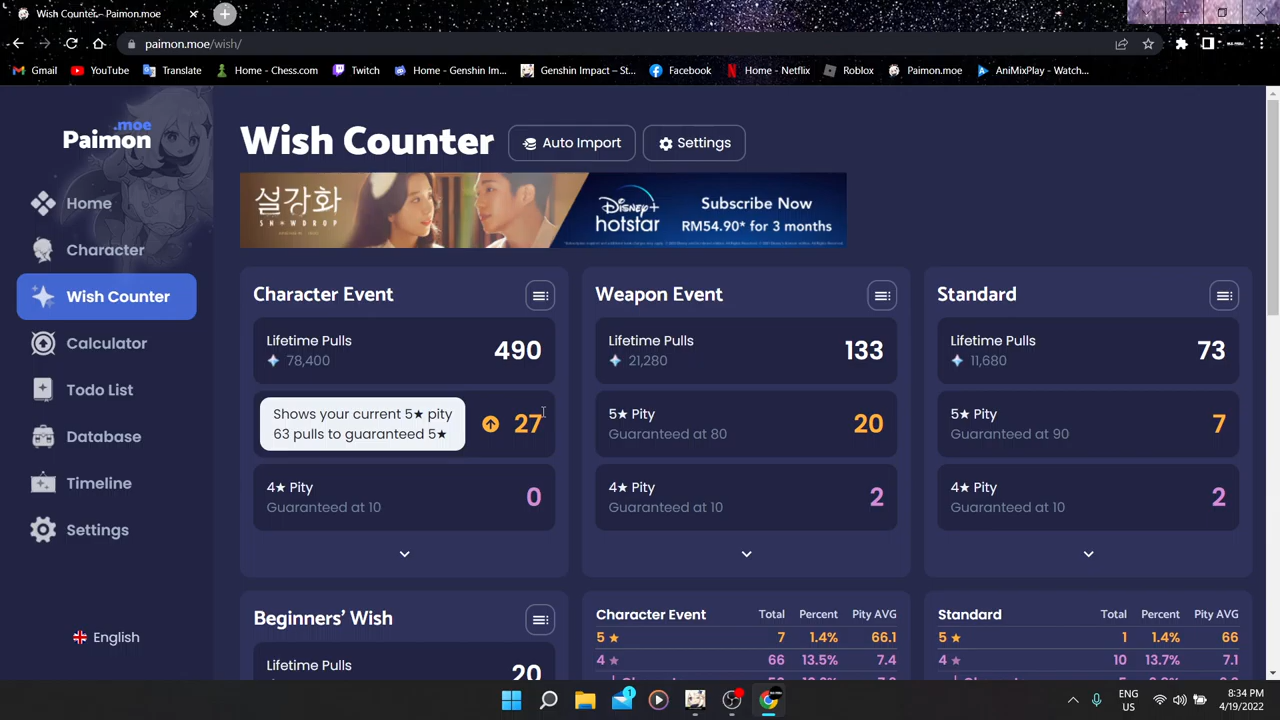 Wish Counter - Paimon.moe
paimon.moe/wish/
Gmail
YouTube
Translate
Home - Chess.com
Twitch
Home - Genshin Im...
Genshin Impact – St...
Facebook
Home - Netflix
Roblox
Paimon.moe
AniMixPlay - Watch...
.moe
Paimon
Home
Character
Wish Counter
Calculator
Todo List
Database
Timeline
Settings
English
Wish Counter
Auto Import
Settings
설강화
SNOWDROP
Disney+
hotstar
Subscribe Now
RM54.90* for 3 months
Character Event
Lifetime Pulls
78,400
490
Shows your current 5★ pity
63 pulls to guaranteed 5★
27
4★ Pity
Guaranteed at 10
0
Weapon Event
Lifetime Pulls
21,280
133
5★ Pity
Guaranteed at 80
20
4★ Pity
Guaranteed at 10
2
Standard
Lifetime Pulls
11,680
73
5★ Pity
Guaranteed at 90
7
4★ Pity
Guaranteed at 10
2
Beginners' Wish
Lifetime Pulls
20
Character Event Total Percent Pity AVG
5 ★ 7 1.4% 66.1
4 ★ 66 13.5% 7.4
Standard Total Percent Pity AVG
5 ★ 1 1.4% 66
4 ★ 10 13.7% 7.1
1
ENG
US
8:34 PM
4/19/2022